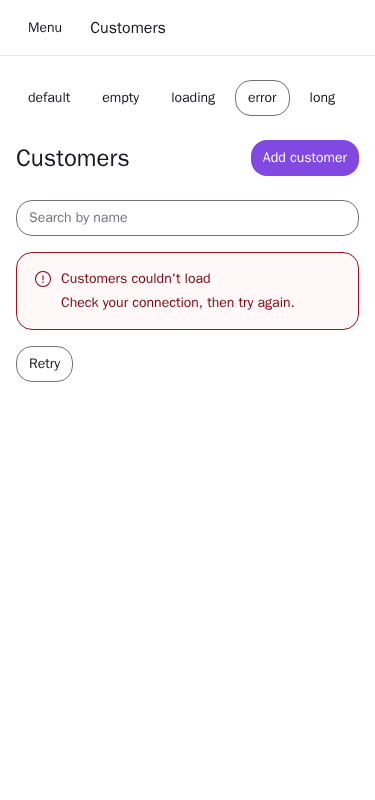 Menu Customers
default empty loading error long
Customers Add customer
Search by name
Customers couldn't load
Check your connection, then try again.
Retry